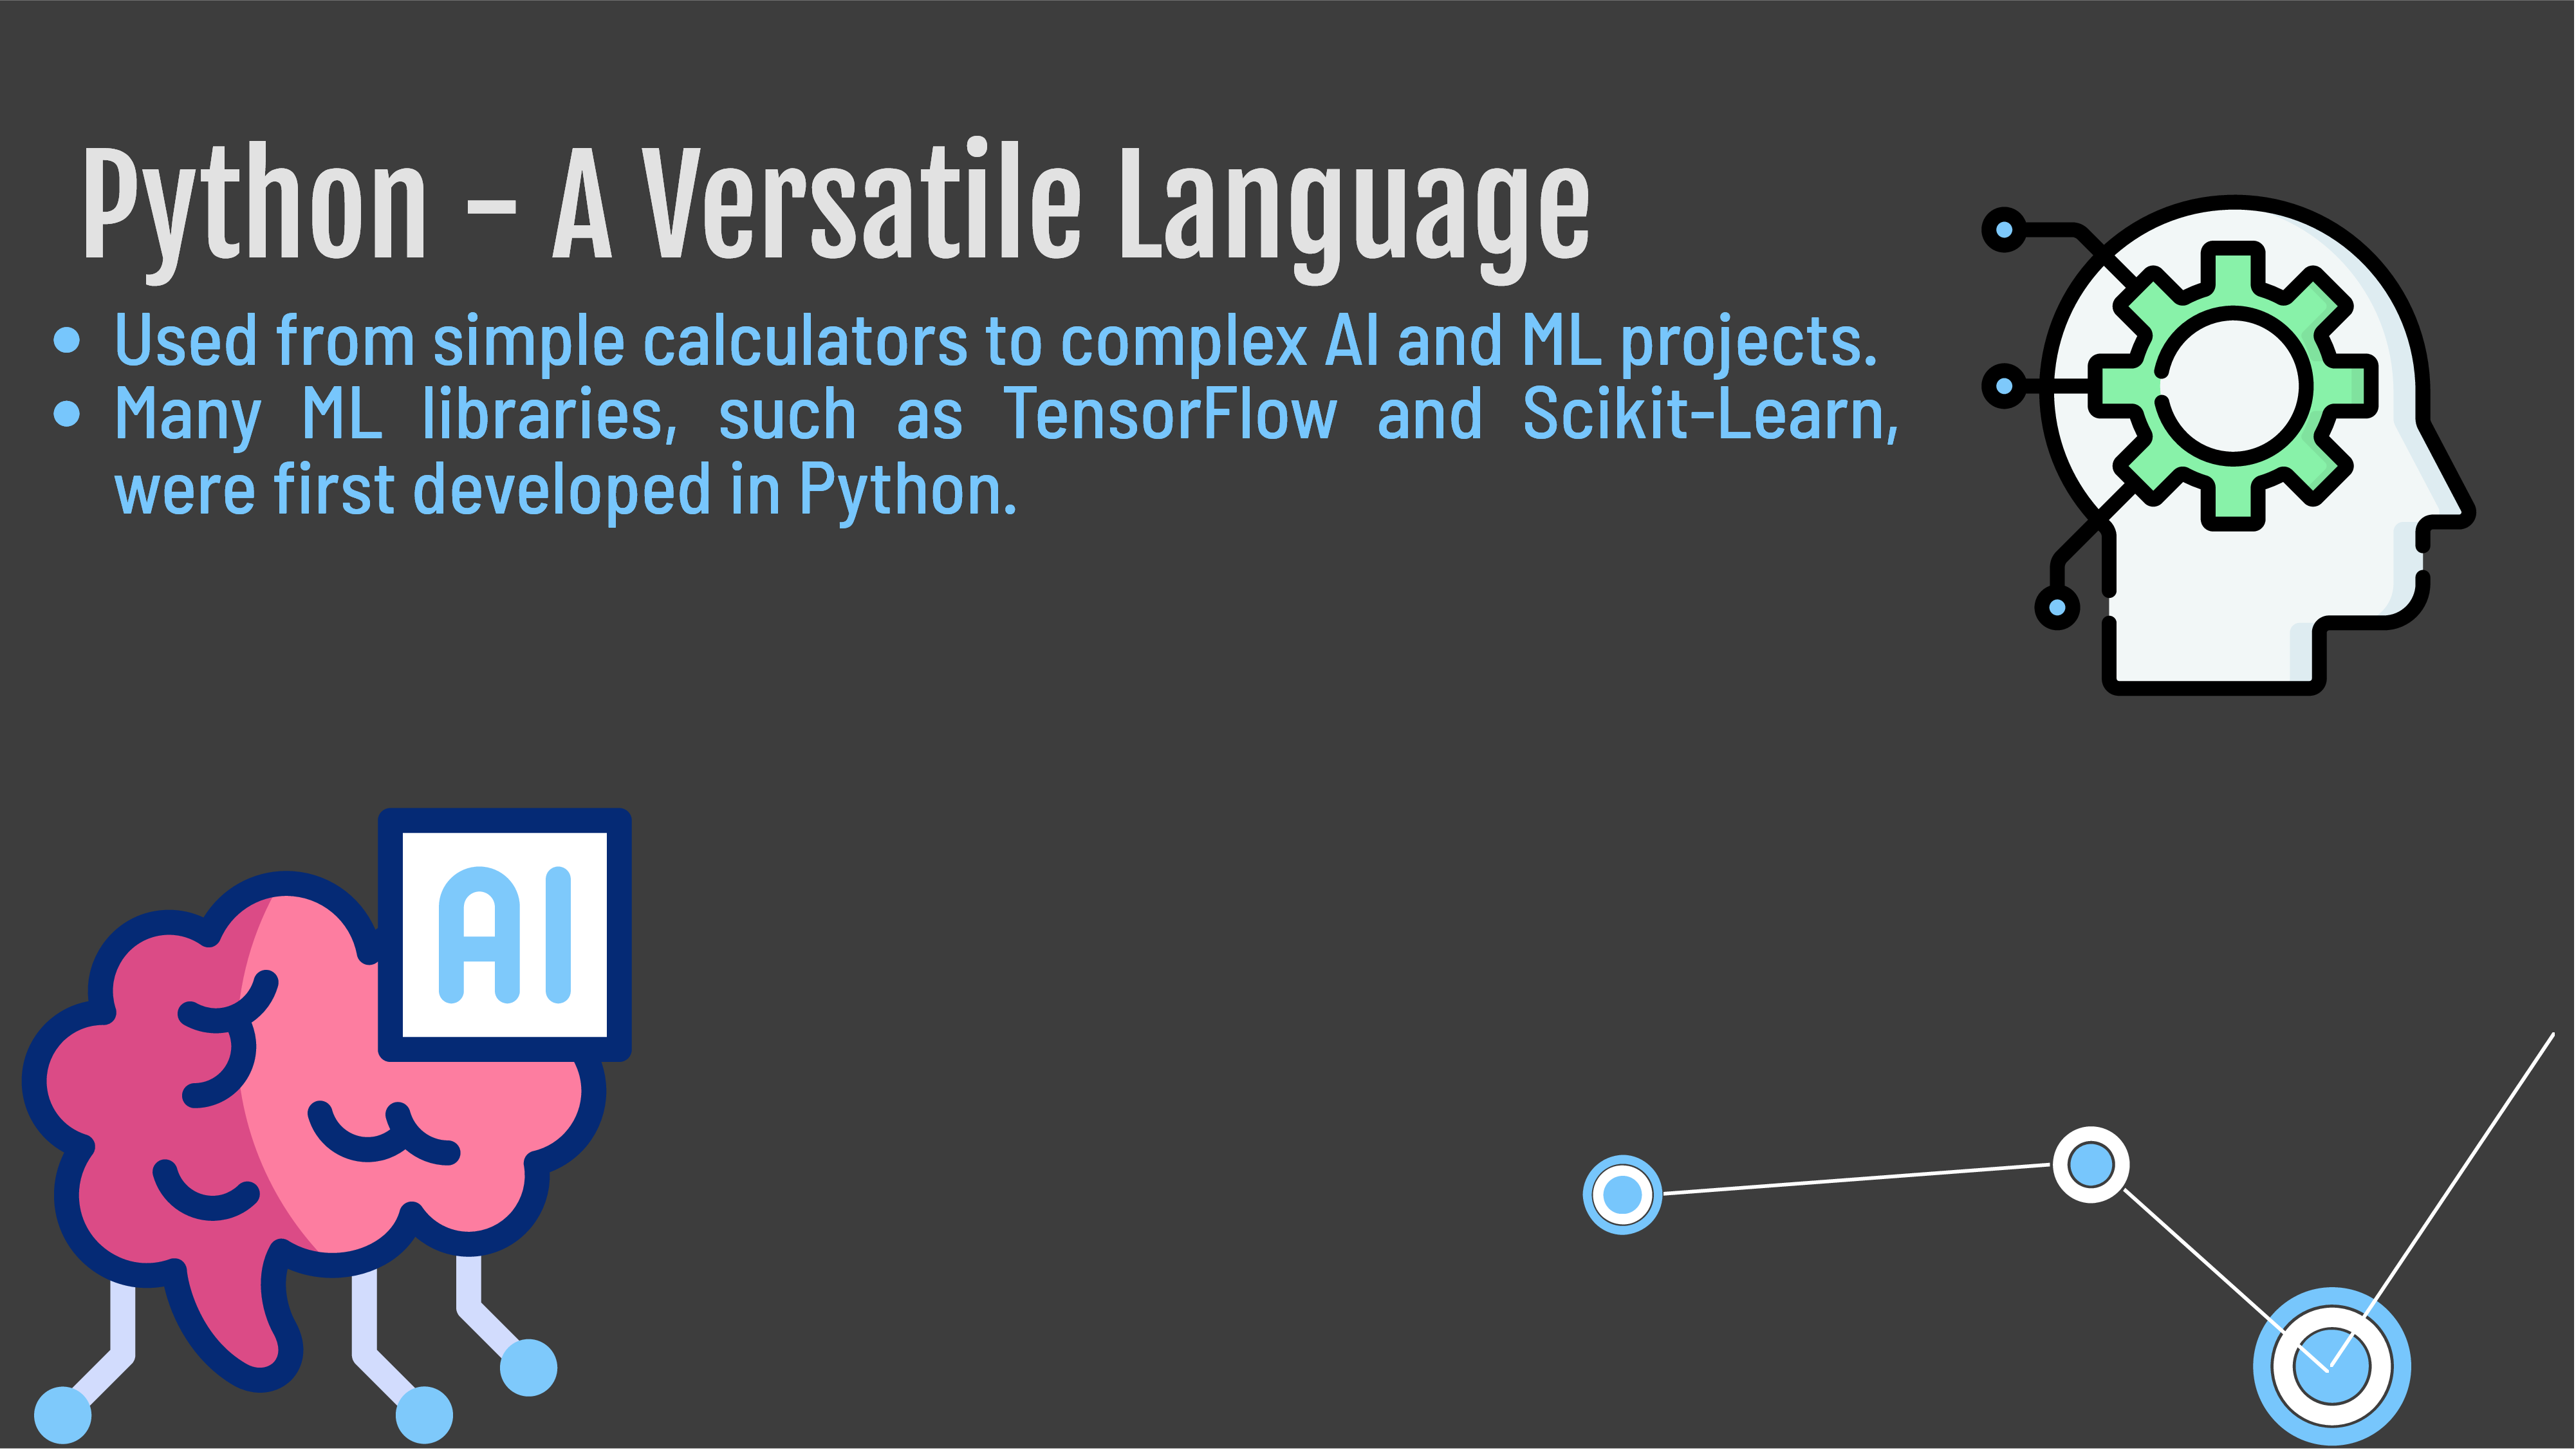 Python - A Versatile Language
• Used from simple calculators to complex AI and ML projects.
• Many ML libraries, such as TensorFlow and Scikit-Learn,
were first developed in Python.
AI